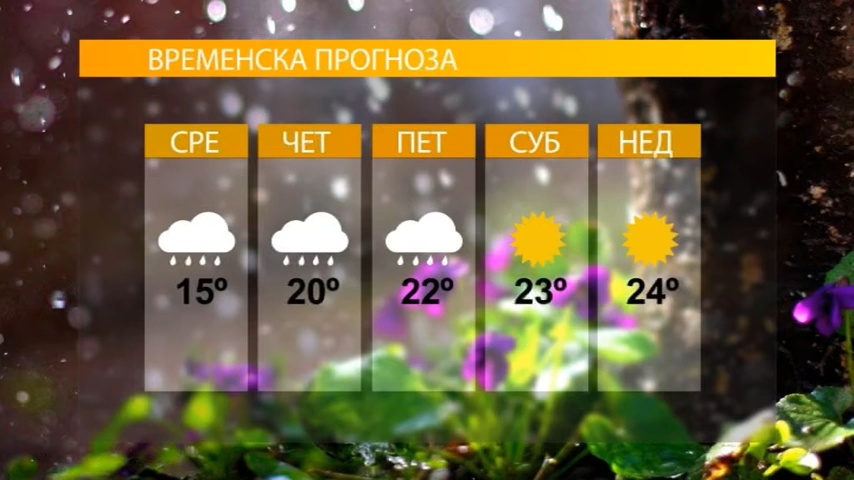 ВРЕМЕНСКА ПРОГНОЗА
СРЕ ЧЕТ ПЕТ СУБ НЕД
15º 20º 22º 23º 24º